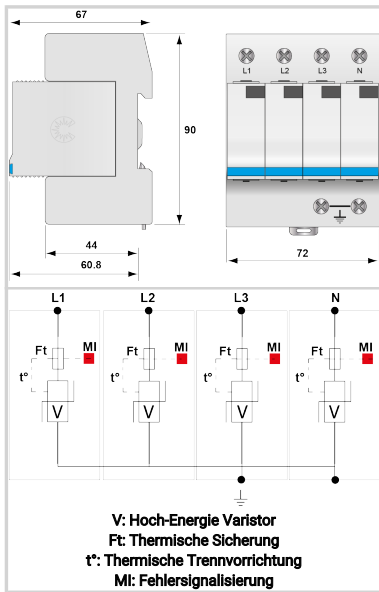 67
90
44
60.8
L1 L2 L3 N
72
L1 L2 L3 N
Ft MI Ft MI Ft MI Ft MI
t° t° t° t°
V V V V
V: Hoch-Energie Varistor
Ft: Thermische Sicherung
t°: Thermische Trennvorrichtung
MI: Fehlersignalisierung